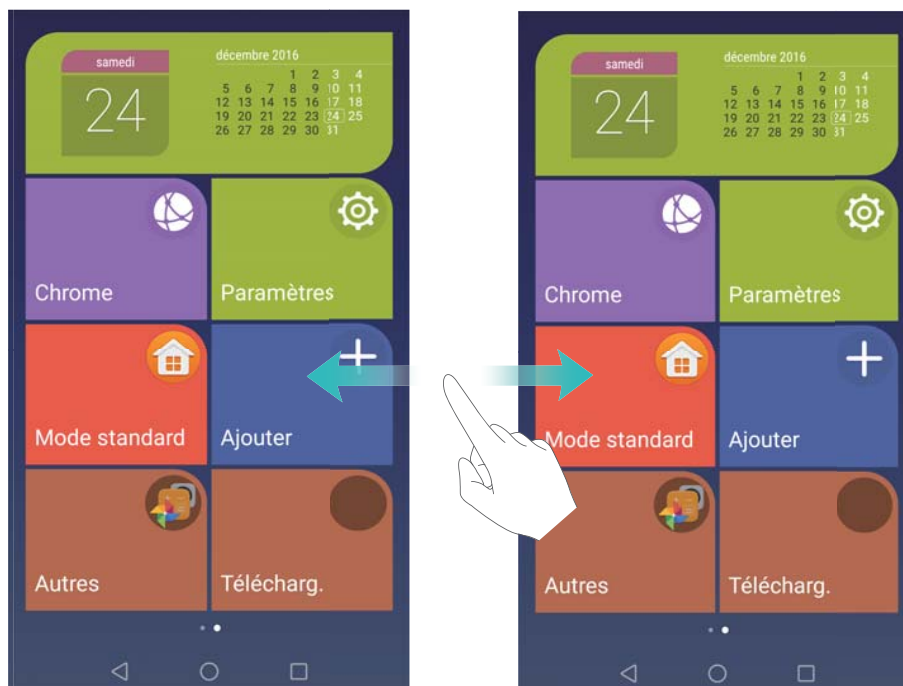 samedi
24
décembre 2016
1 2 3 4
5 6 7 8 9 10 11
12 13 14 15 16 17 18
19 20 21 22 23 24 25
26 27 28 29 30 31
Chrome
Paramètres
Mode standard
Ajouter
Autres
Télécharg.
samedi
24
décembre 2016
1 2 3 4
5 6 7 8 9 10 11
12 13 14 15 16 17 18
19 20 21 22 23 24 25
26 27 28 29 30 31
Chrome
Paramètres
Mode standard
Ajouter
Autres
Télécharg.